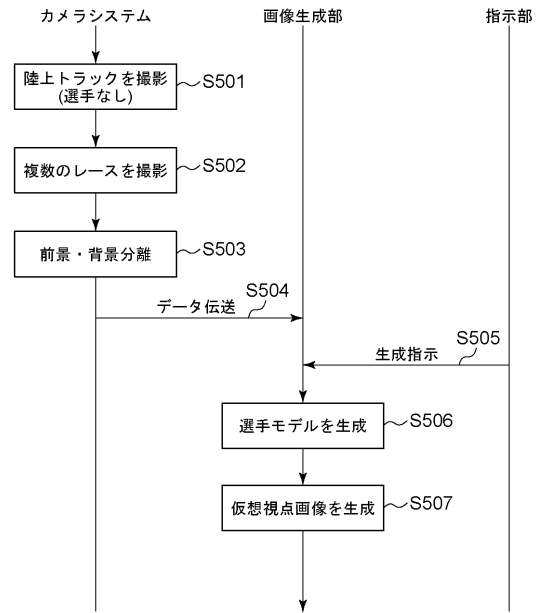 カメラシステム
画像生成部
指示部
陸上トラックを撮影
(選手なし)
S501
複数のレースを撮影
S502
前景・背景分離
S503
データ伝送
S504
生成指示
S505
選手モデルを生成
S506
仮想視点画像を生成
S507